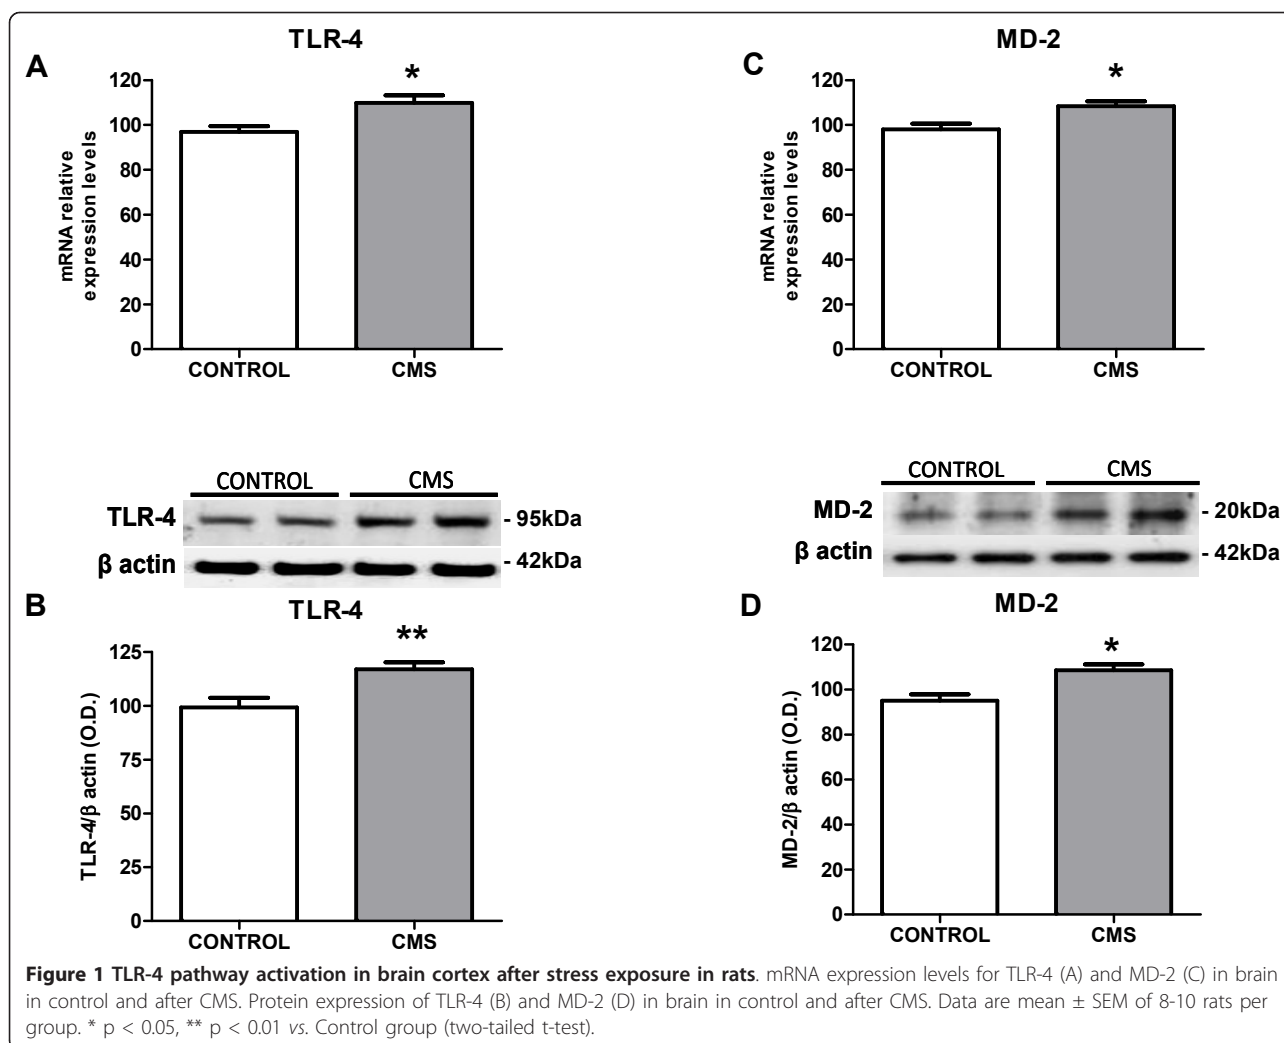 TLR-4
A
*
120
100
80
60
40
20
0
mRNA relative
expression levels
CONTROL CMS
MD-2
C
*
120
100
80
60
40
20
0
mRNA relative
expression levels
CONTROL CMS
CONTROL CMS
TLR-4 - 95kDa
β actin - 42kDa
CONTROL CMS
MD-2 - 20kDa
β actin - 42kDa
B
TLR-4
**
125
100
75
50
25
0
TLR-4/β actin (O.D.)
CONTROL CMS
D
MD-2
*
120
100
80
60
40
20
0
MD-2/β actin (O.D.)
CONTROL CMS
Figure 1 TLR-4 pathway activation in brain cortex after stress exposure in rats. mRNA expression levels for TLR-4 (A) and MD-2 (C) in brain
in control and after CMS. Protein expression of TLR-4 (B) and MD-2 (D) in brain in control and after CMS. Data are mean ± SEM of 8-10 rats per
group. * p < 0.05, ** p < 0.01 vs. Control group (two-tailed t-test).